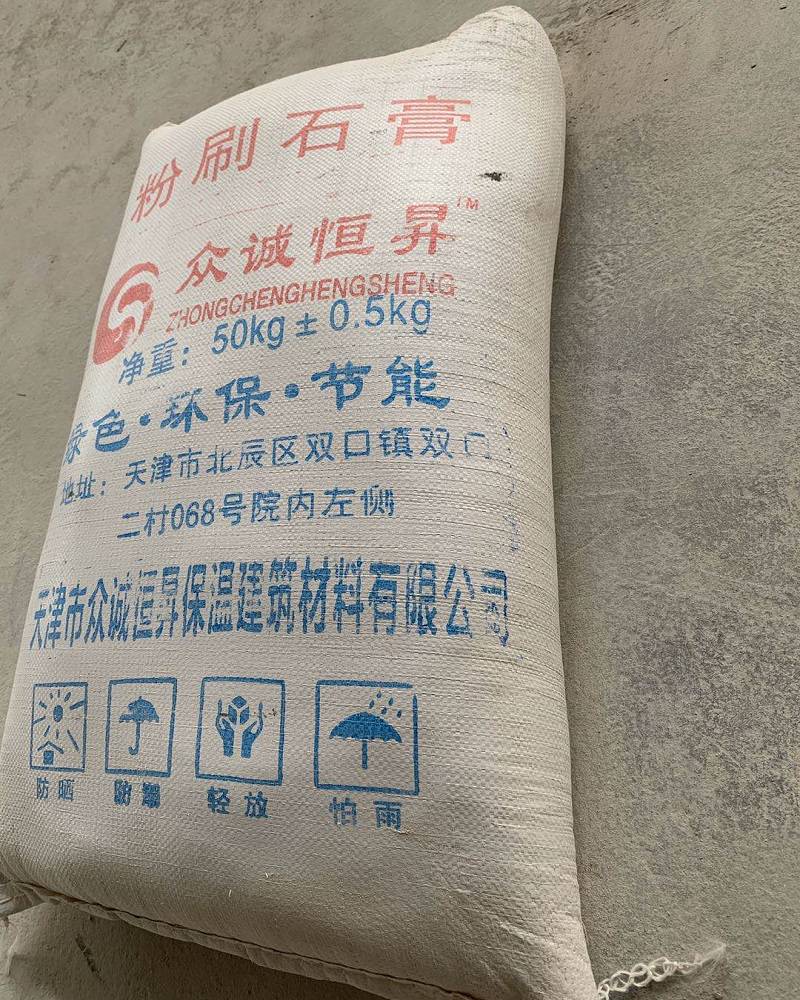 粉刷石膏
众诚恒昇™
ZHONGCHENGHENGSHENG
净重：50kg±0.5kg
绿色·环保·节能
地址：天津市北辰区双口镇双口
二村068号院内左侧
天津市众诚恒昇保温建筑材料有限公司
防晒 防潮 轻放 怕雨